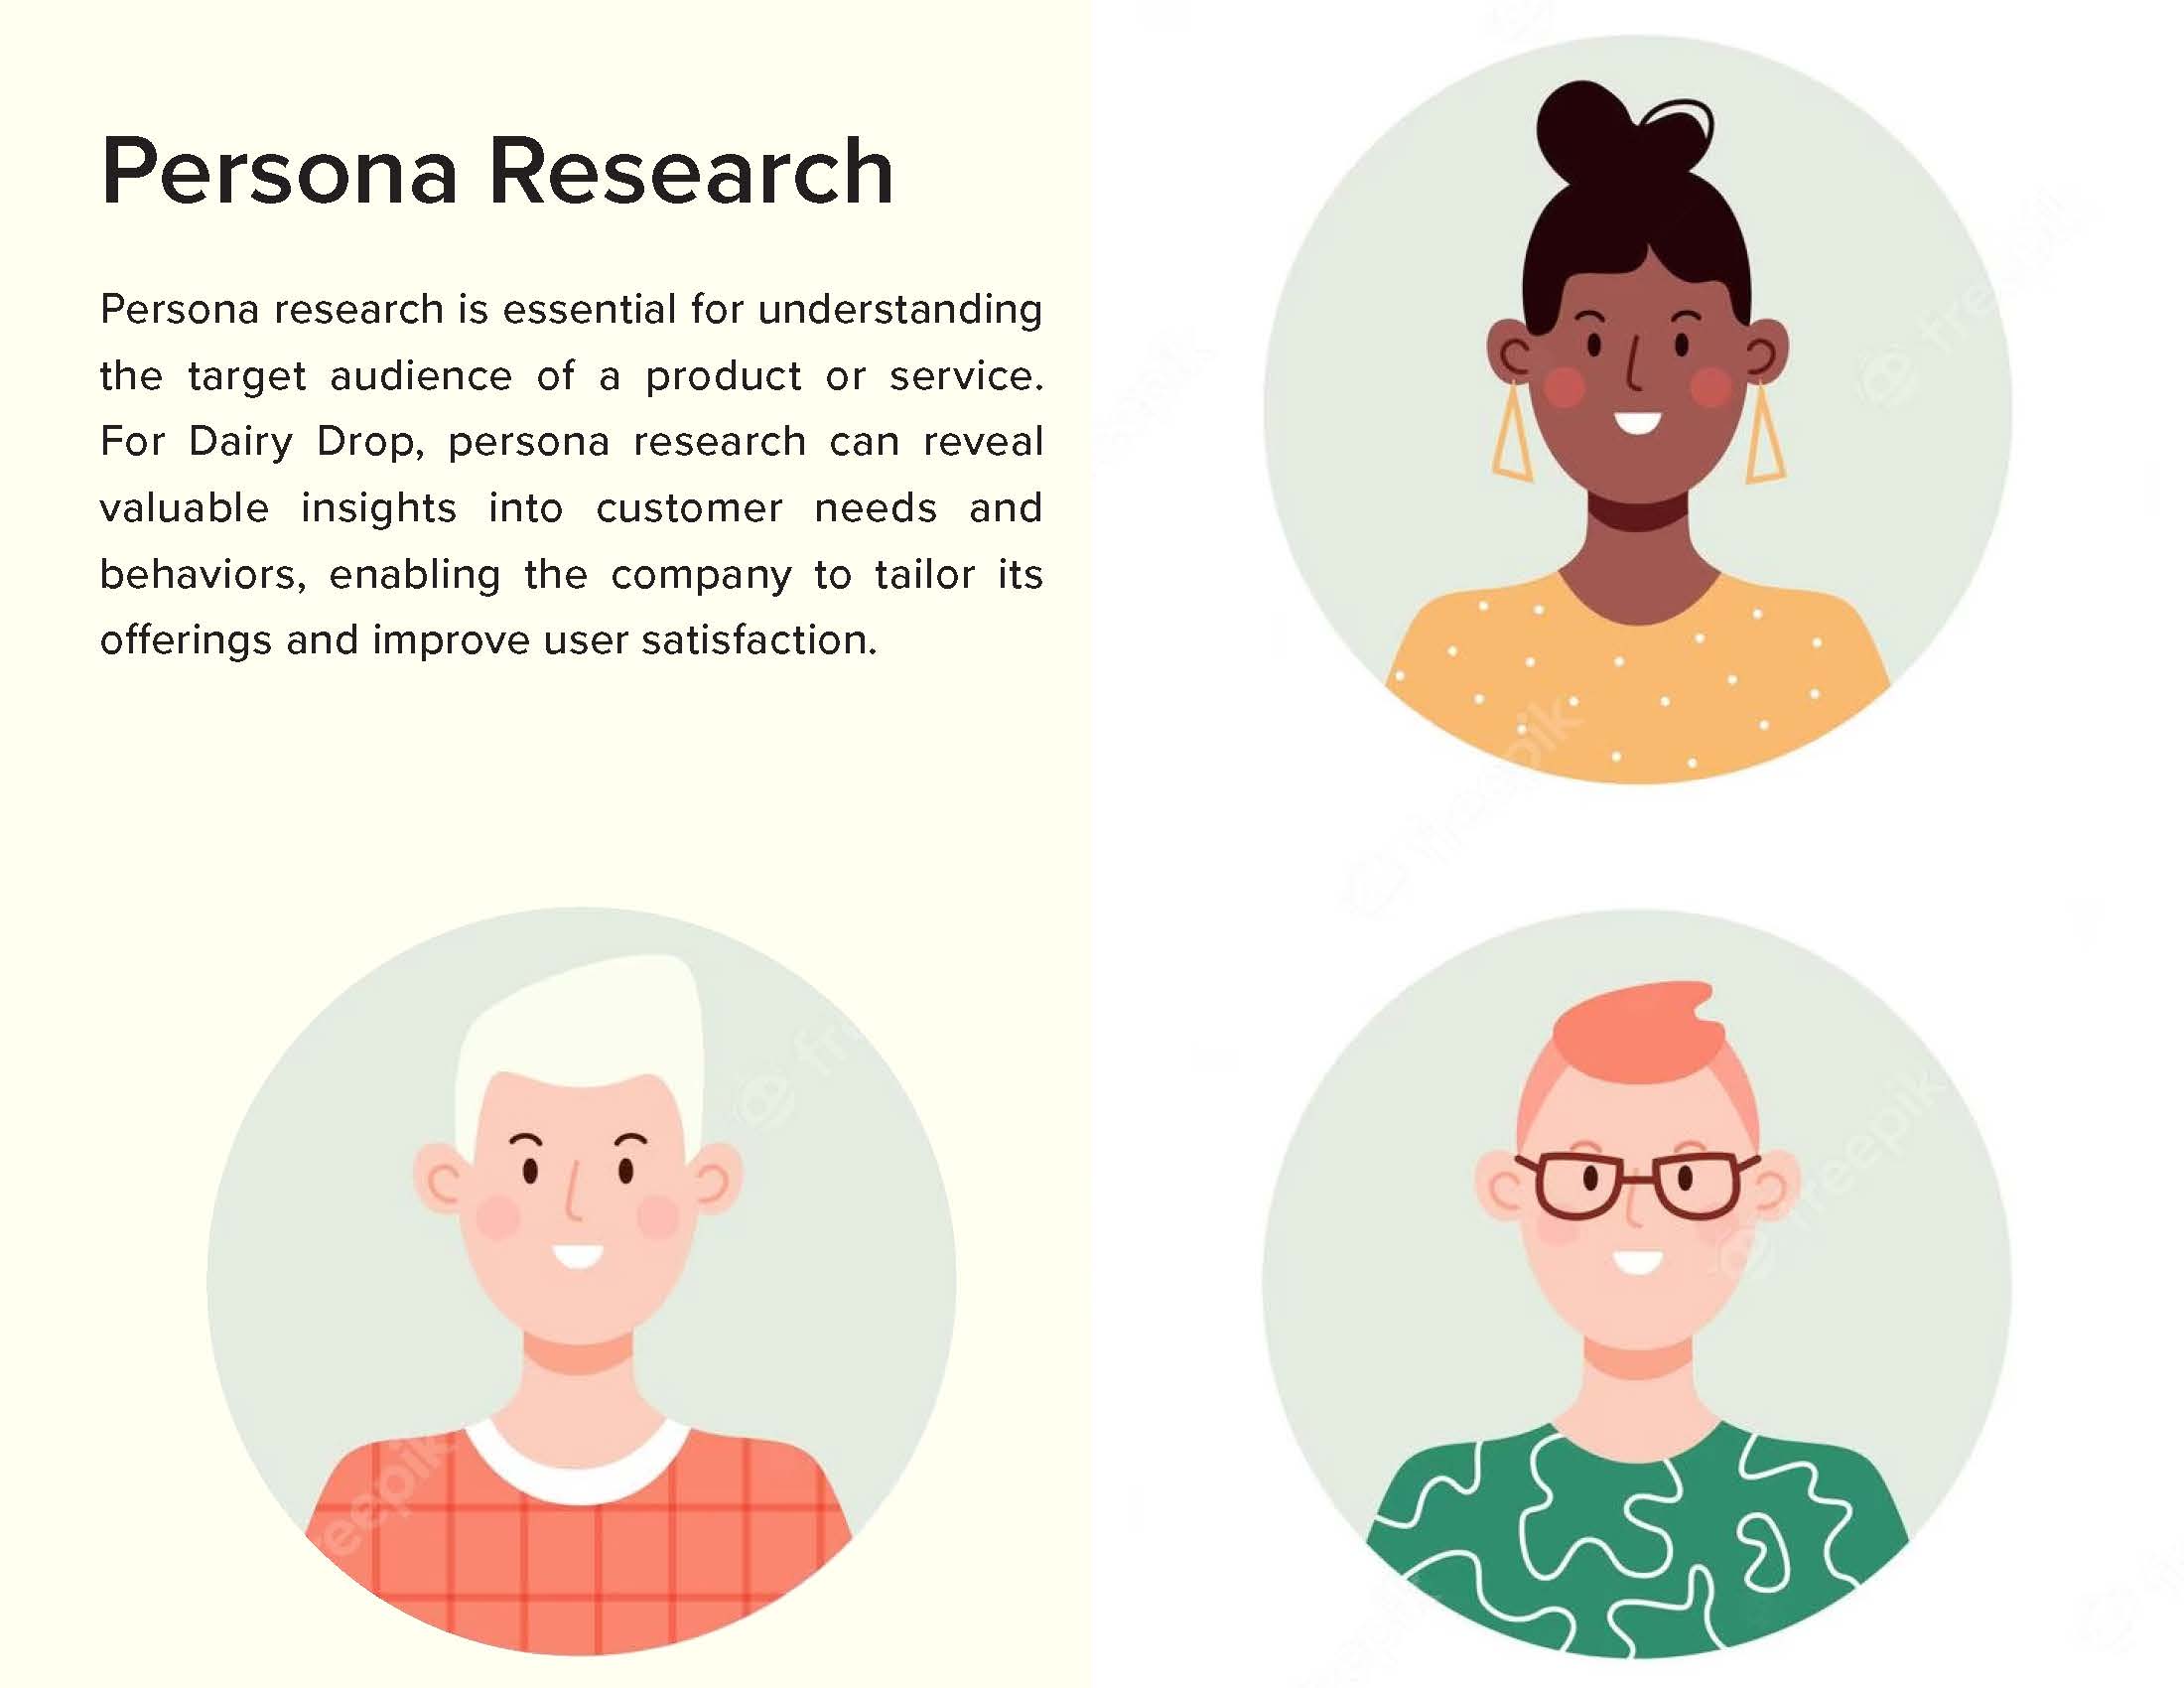 Persona Research
Persona research is essential for understanding
the target audience of a product or service.
For Dairy Drop, persona research can reveal
valuable insights into customer needs and
behaviors, enabling the company to tailor its
offerings and improve user satisfaction.
freepik